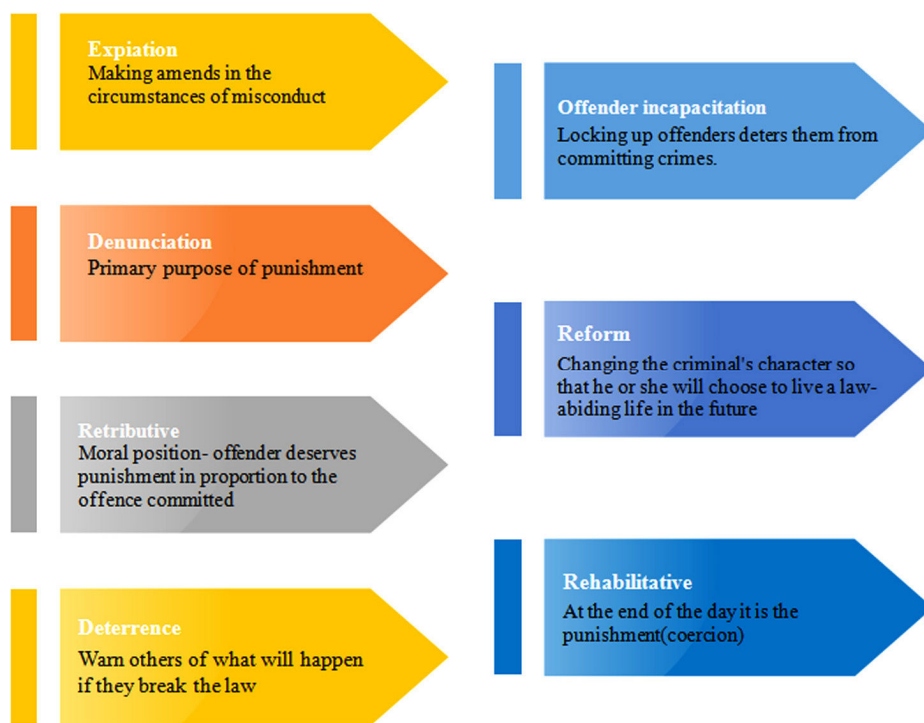 Expiation
Making amends in the
circumstances of misconduct
Denunciation
Primary purpose of punishment
Retributive
Moral position- offender deserves
punishment in proportion to the
offence committed
Deterrence
Warn others of what will happen
if they break the law
Offender incapacitation
Locking up offenders deters them from
committing crimes.
Reform
Changing the criminal's character so
that he or she will choose to live a law-
abiding life in the future
Rehabilitative
At the end of the day it is the
punishment(coercion)